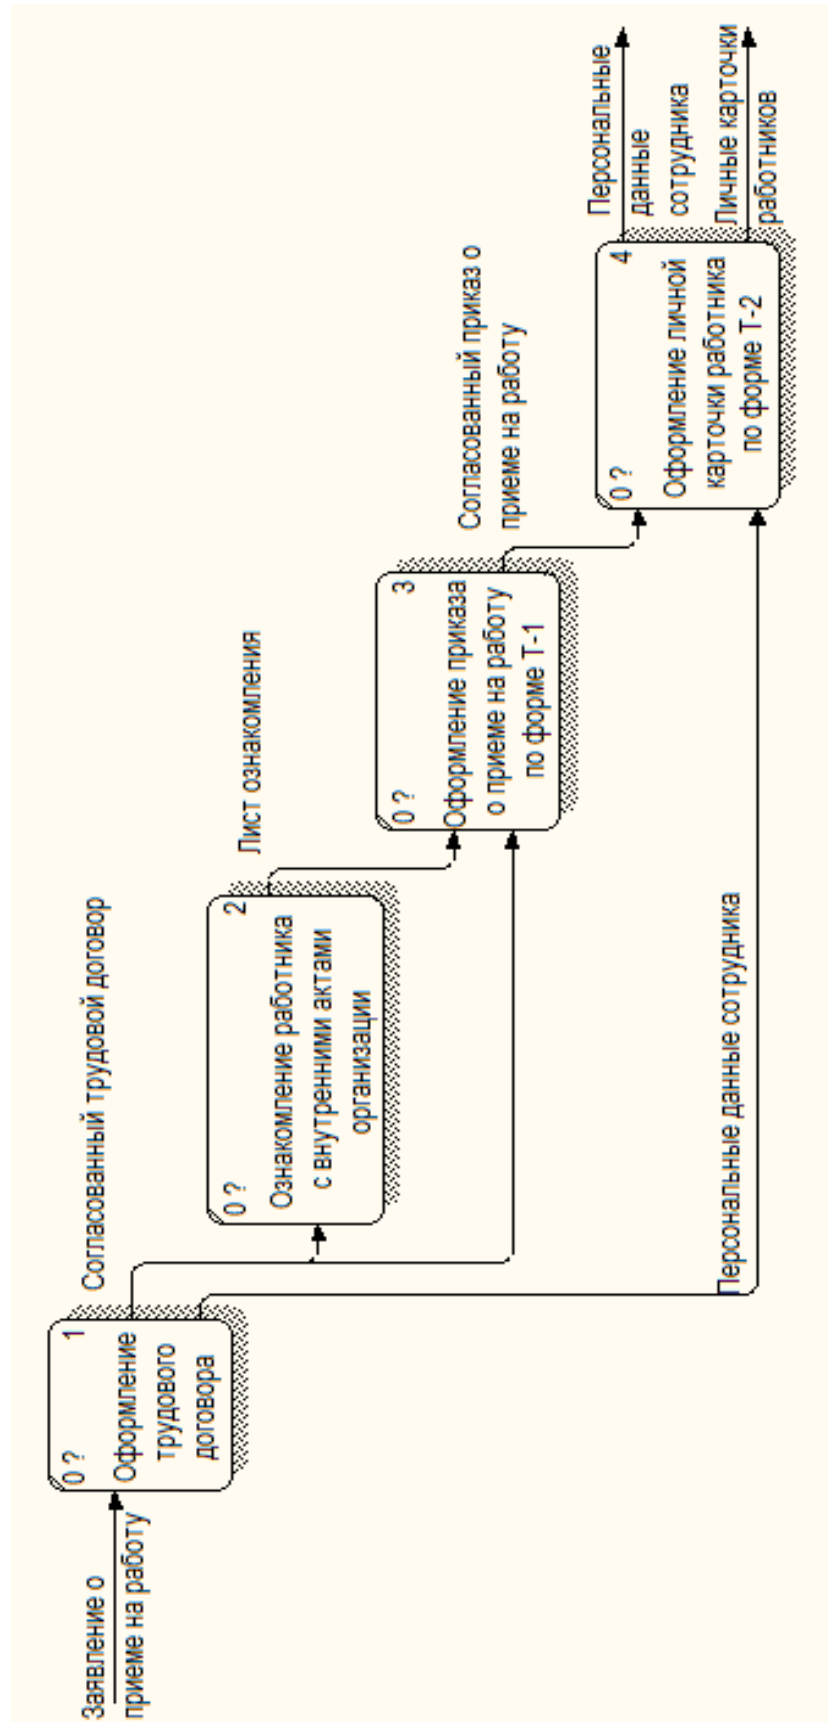 Заявление о
приеме на работу
0 ?
1
Оформление
трудового
договора
Согласованный трудовой договор
0 ?
2
Ознакомление работника
с внутренними актами
организации
Лист ознакомления
0 ?
3
Оформление приказа
о приеме на работу
по форме Т-1
Согласованный приказ о
приеме на работу
Персональные данные сотрудника
0 ?
4
Оформление личной
карточки работника
по форме Т-2
Персональные
данные
сотрудника
Личные карточки
работников